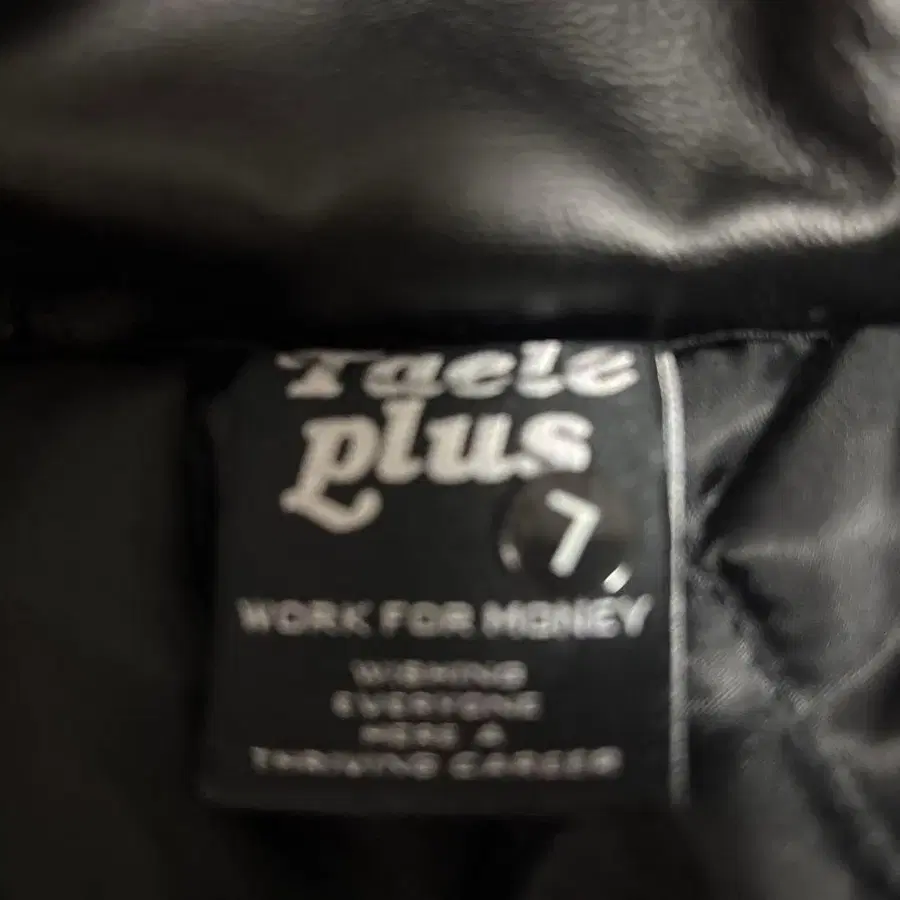 plus
7
WORK FOR MONEY
WISHING
EVERYONE
HERE A
THRIVING CAREER